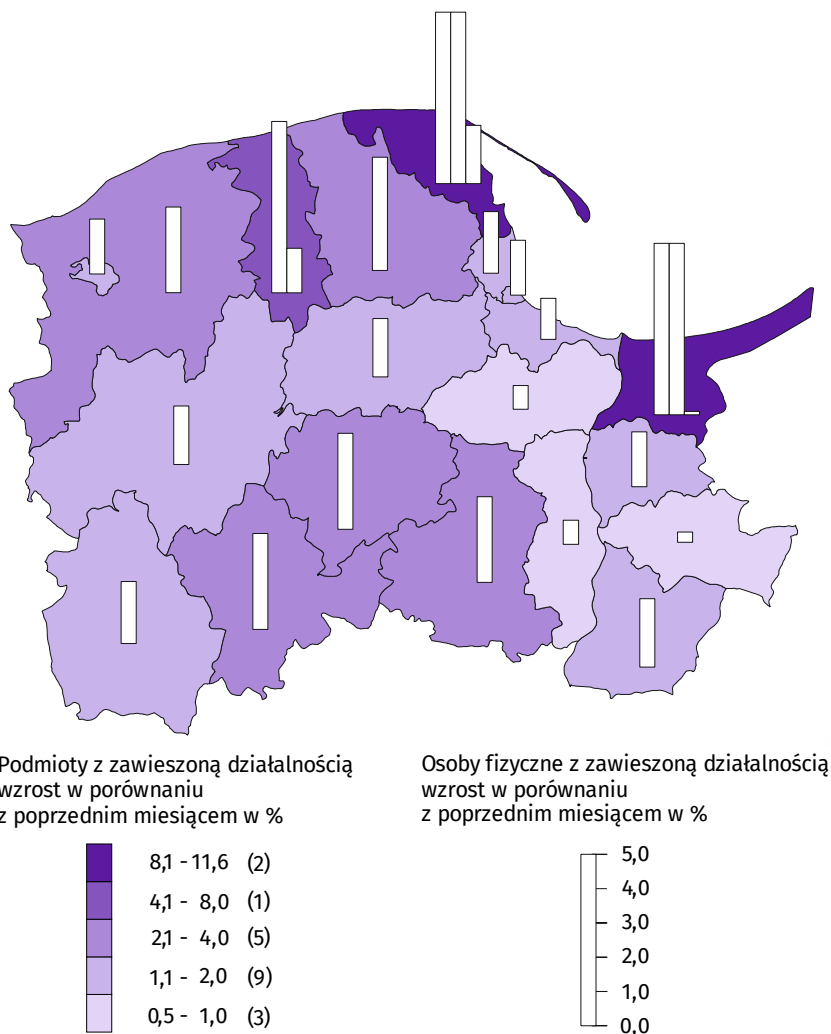 Podmioty z zawieszoną działalnością
wzrost w porównaniu
z poprzednim miesiącem w %
8,1 - 11,6 (2)
4,1 - 8,0 (1)
2,1 - 4,0 (5)
1,1 - 2,0 (9)
0,5 - 1,0 (3)
Osoby fizyczne z zawieszoną działalnością
wzrost w porównaniu
z poprzednim miesiącem w %
5,0
4,0
3,0
2,0
1,0
0,0